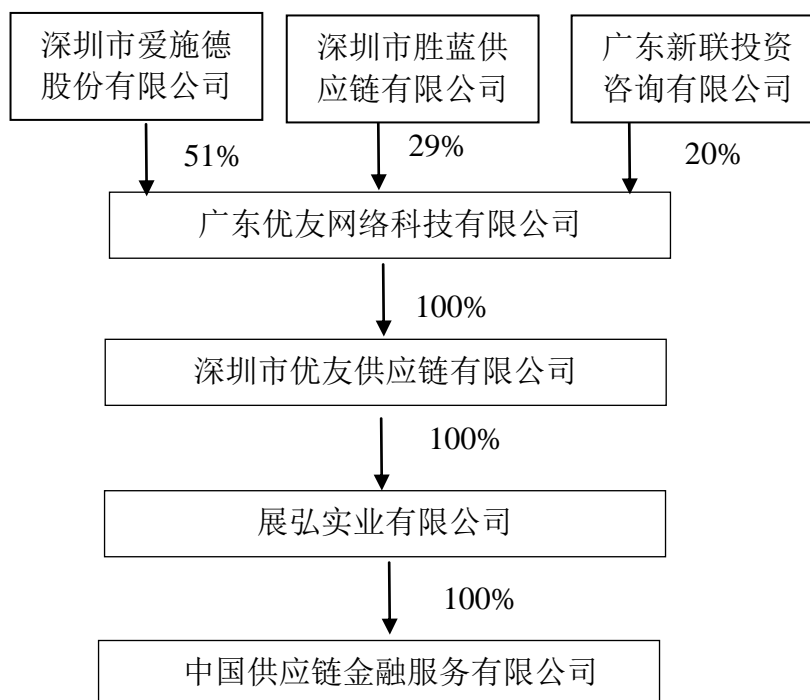 深圳市爱施德
股份有限公司
深圳市胜蓝供
应链有限公司
广东新联投资
咨询有限公司
51%
29%
20%
广东优友网络科技有限公司
100%
深圳市优友供应链有限公司
100%
展弘实业有限公司
100%
中国供应链金融服务有限公司